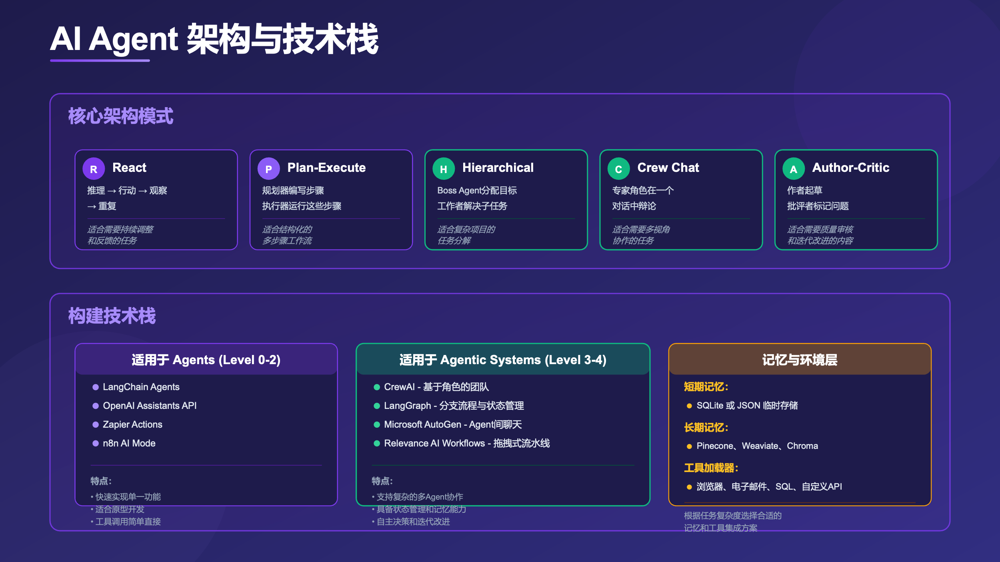 AI Agent 架构与技术栈
核心架构模式
R
React
推理 → 行动 → 观察
→ 重复
适合需要持续调整
和反馈的任务
P
Plan-Execute
规划器编写步骤
执行器运行这些步骤
适合结构化的
多步骤工作流
H
Hierarchical
Boss Agent分配目标
工作者解决子任务
适合复杂项目的
任务分解
C
Crew Chat
专家角色在一个
对话中辩论
适合需要多视角
协作的任务
A
Author-Critic
作者起草
批评者标记问题
适合需要质量审核
和迭代改进的内容
构建技术栈
适用于 Agents (Level 0-2)
LangChain Agents
OpenAI Assistants API
Zapier Actions
n8n AI Mode
特点：
• 快速实现单一功能
• 适合原型开发
• 工具调用简单直接
适用于 Agentic Systems (Level 3-4)
CrewAI - 基于角色的团队
LangGraph - 分支流程与状态管理
Microsoft AutoGen - Agent间聊天
Relevance AI Workflows - 拖拽式流水线
特点：
• 支持复杂的多Agent协作
• 具备状态管理和记忆能力
• 自主决策和迭代改进
记忆与环境层
短期记忆：
SQLite 或 JSON 临时存储
长期记忆：
Pinecone、Weaviate、Chroma
工具加载器：
浏览器、电子邮件、SQL、自定义API
根据任务复杂度选择合适的
记忆和工具集成方案